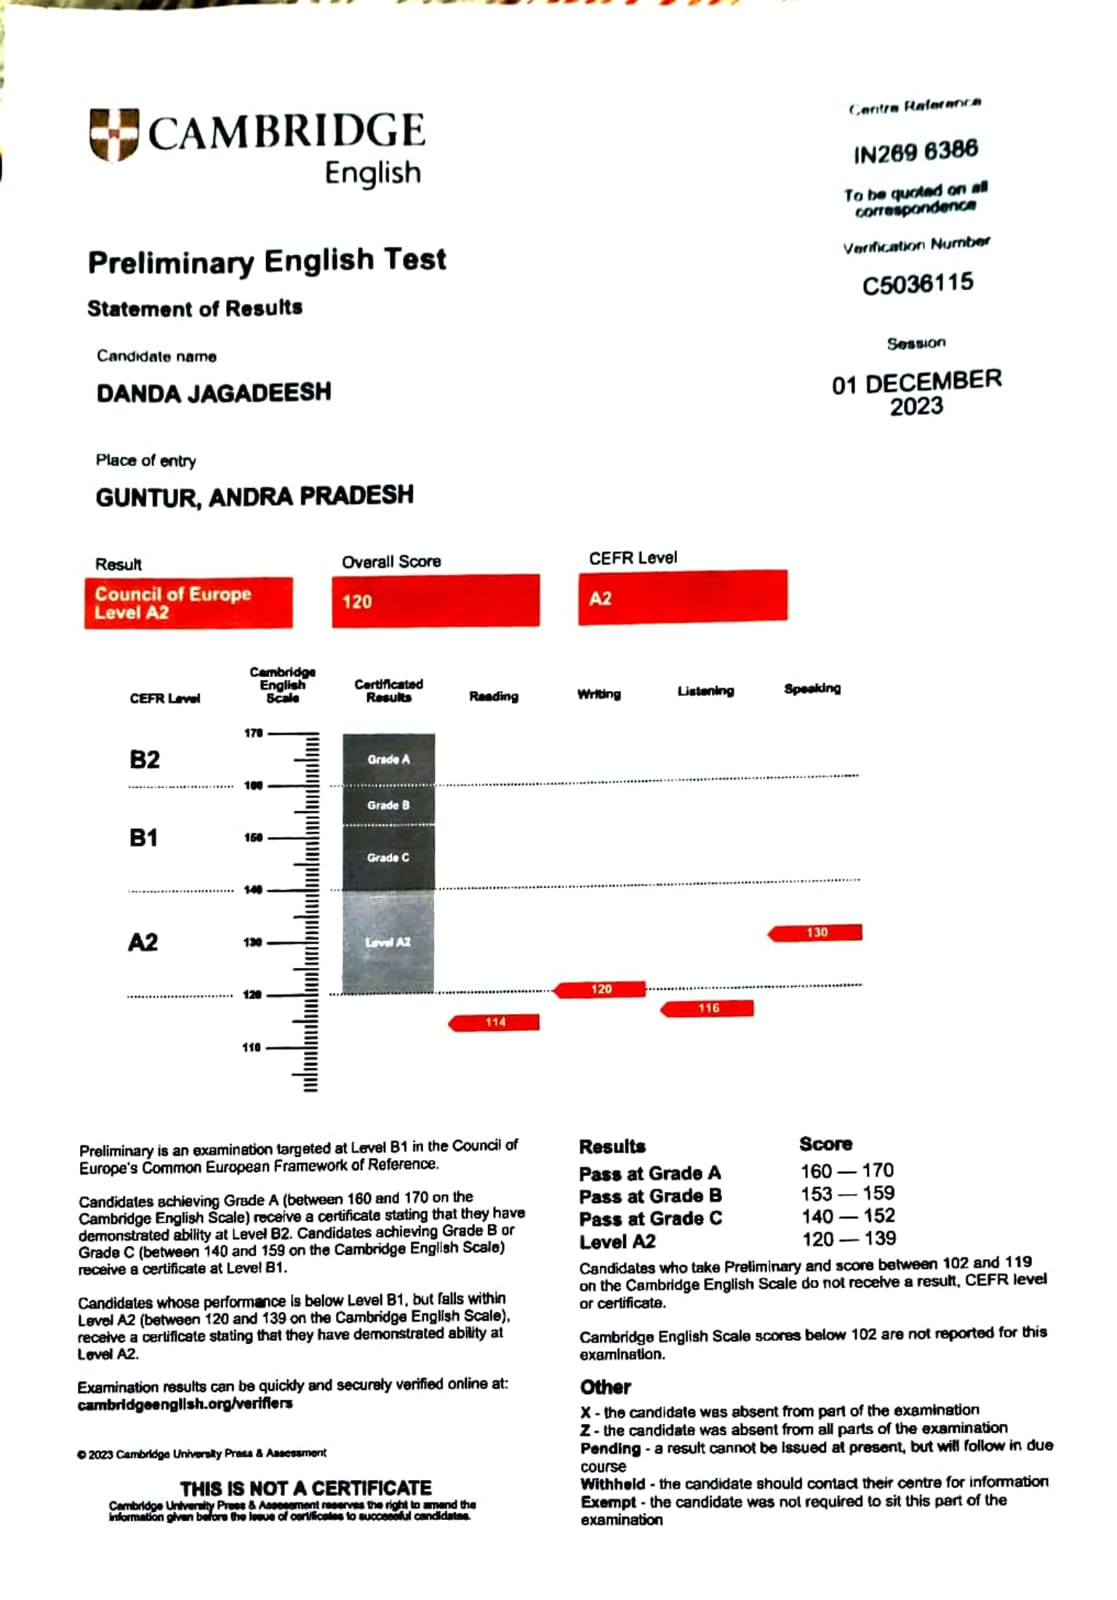 CAMBRIDGE
English
Centre Reference
IN269 6386
To be quoted on all
correspondence
Verification Number
C5036115
Session
01 DECEMBER
2023
Preliminary English Test
Statement of Results
Candidate name
DANDA JAGADEESH
Place of entry
GUNTUR, ANDRA PRADESH
Result
Council of Europe
Level A2
Overall Score
120
CEFR Level
A2
CEFR Level
Cambridge
English
Scale
Certificated
Results
Reading
Writing
Listening
Speaking
170
B2
Grade A
160
Grade B
B1
150
Grade C
140
A2
130
Level A2
130
120
120
116
114
110
Preliminary is an examination targeted at Level B1 in the Council of
Europe's Common European Framework of Reference.
Candidates achieving Grade A (between 160 and 170 on the
Cambridge English Scale) receive a certificate stating that they have
demonstrated ability at Level B2. Candidates achieving Grade B or
Grade C (between 140 and 159 on the Cambridge English Scale)
receive a certificate at Level B1.
Candidates whose performance is below Level B1, but falls within
Level A2 (between 120 and 139 on the Cambridge English Scale),
receive a certificate stating that they have demonstrated ability at
Level A2.
Examination results can be quickly and securely verified online at:
cambridgeenglish.org/verifiers
© 2023 Cambridge University Press & Assessment
THIS IS NOT A CERTIFICATE
Cambridge University Press & Assessment reserves the right to amend the
information given before the issue of certificates to successful candidates.
Results Score
Pass at Grade A 160 — 170
Pass at Grade B 153 — 159
Pass at Grade C 140 — 152
Level A2 120 — 139
Candidates who take Preliminary and score between 102 and 119
on the Cambridge English Scale do not receive a result, CEFR level
or certificate.
Cambridge English Scale scores below 102 are not reported for this
examination.
Other
X - the candidate was absent from part of the examination
Z - the candidate was absent from all parts of the examination
Pending - a result cannot be issued at present, but will follow in due
course
Withheld - the candidate should contact their centre for information
Exempt - the candidate was not required to sit this part of the
examination